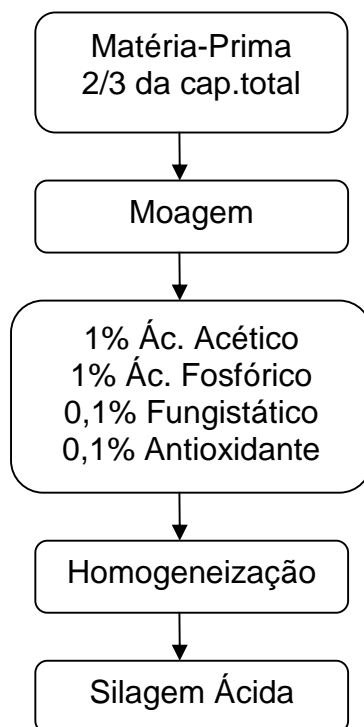 Matéria-Prima
2/3 da cap.total
Moagem
1% Ác. Acético
1% Ác. Fosfórico
0,1% Fungistático
0,1% Antioxidante
Homogeneização
Silagem Ácida